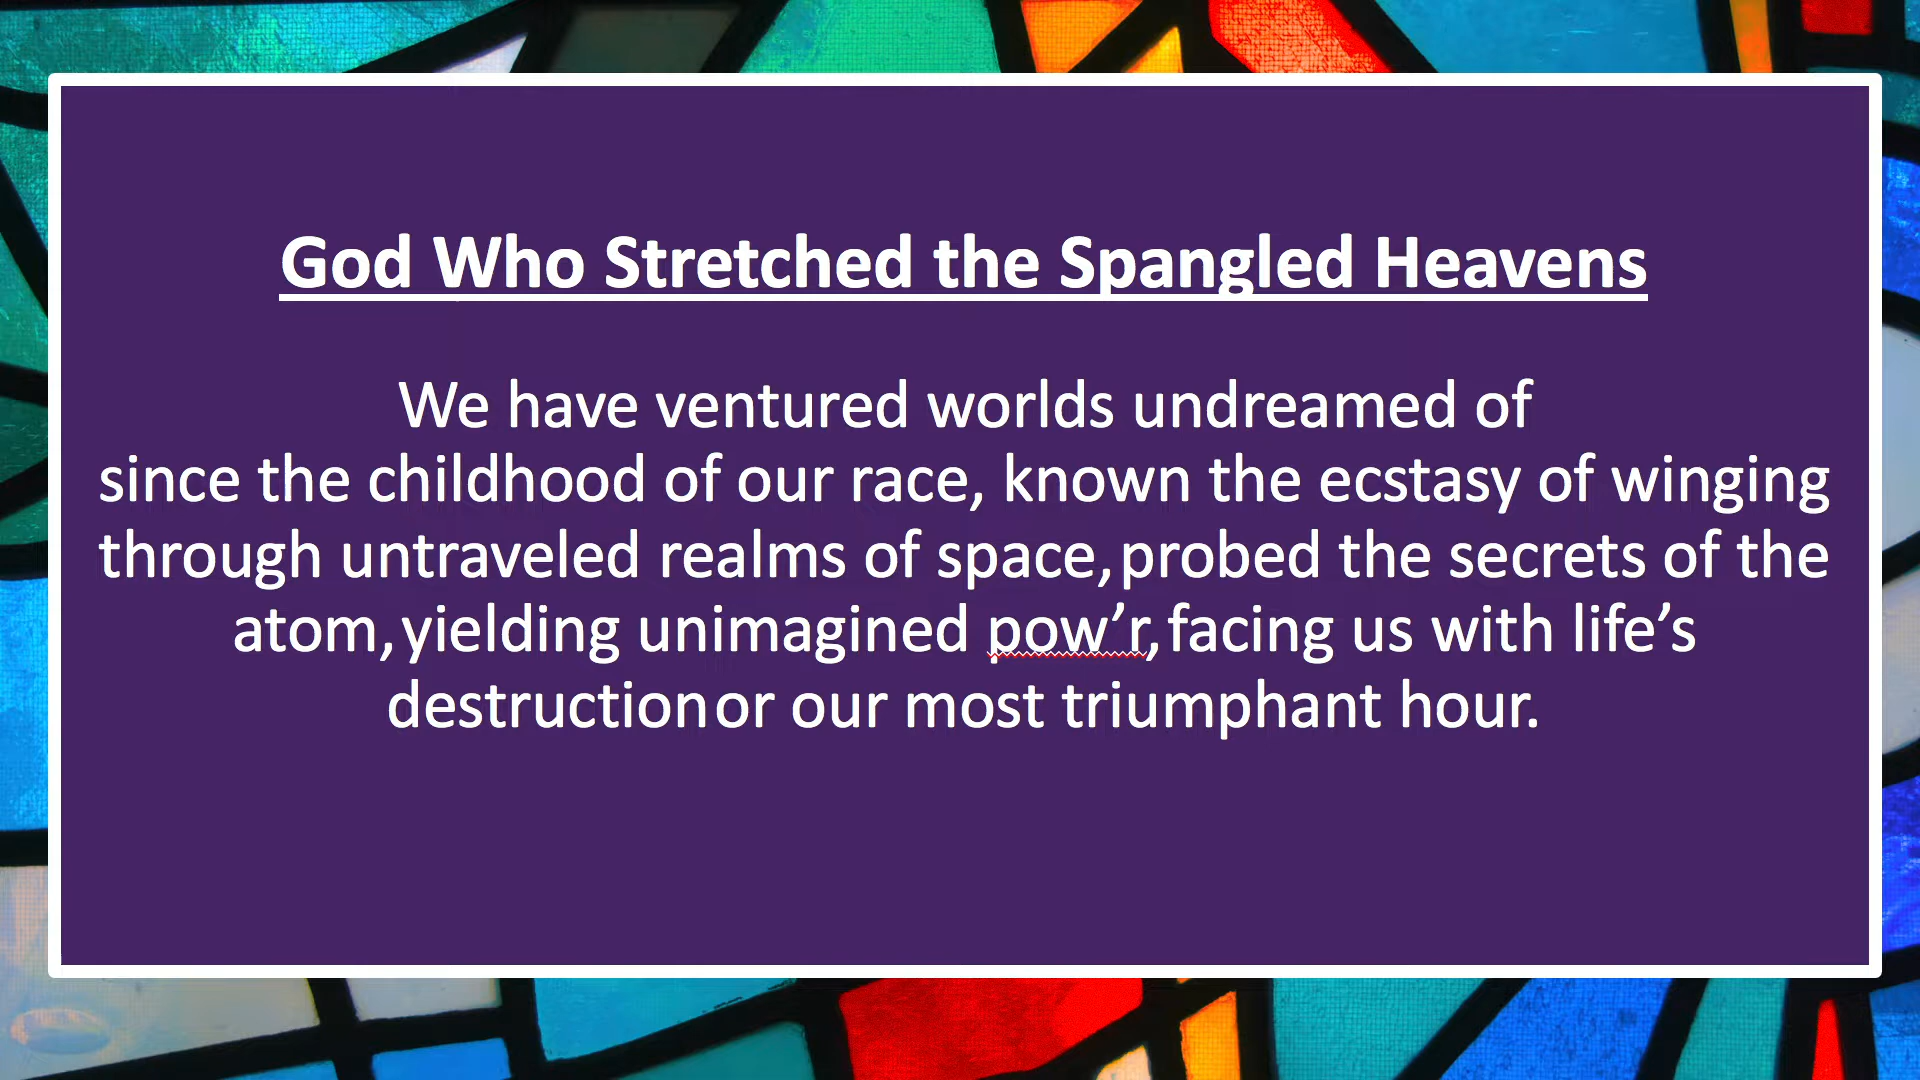 God Who Stretched the Spangled Heavens
We have ventured worlds undreamed of
since the childhood of our race, known the ecstasy of winging
through untraveled realms of space, probed the secrets of the
atom, yielding unimagined pow’r, facing us with life’s
destruction or our most triumphant hour.